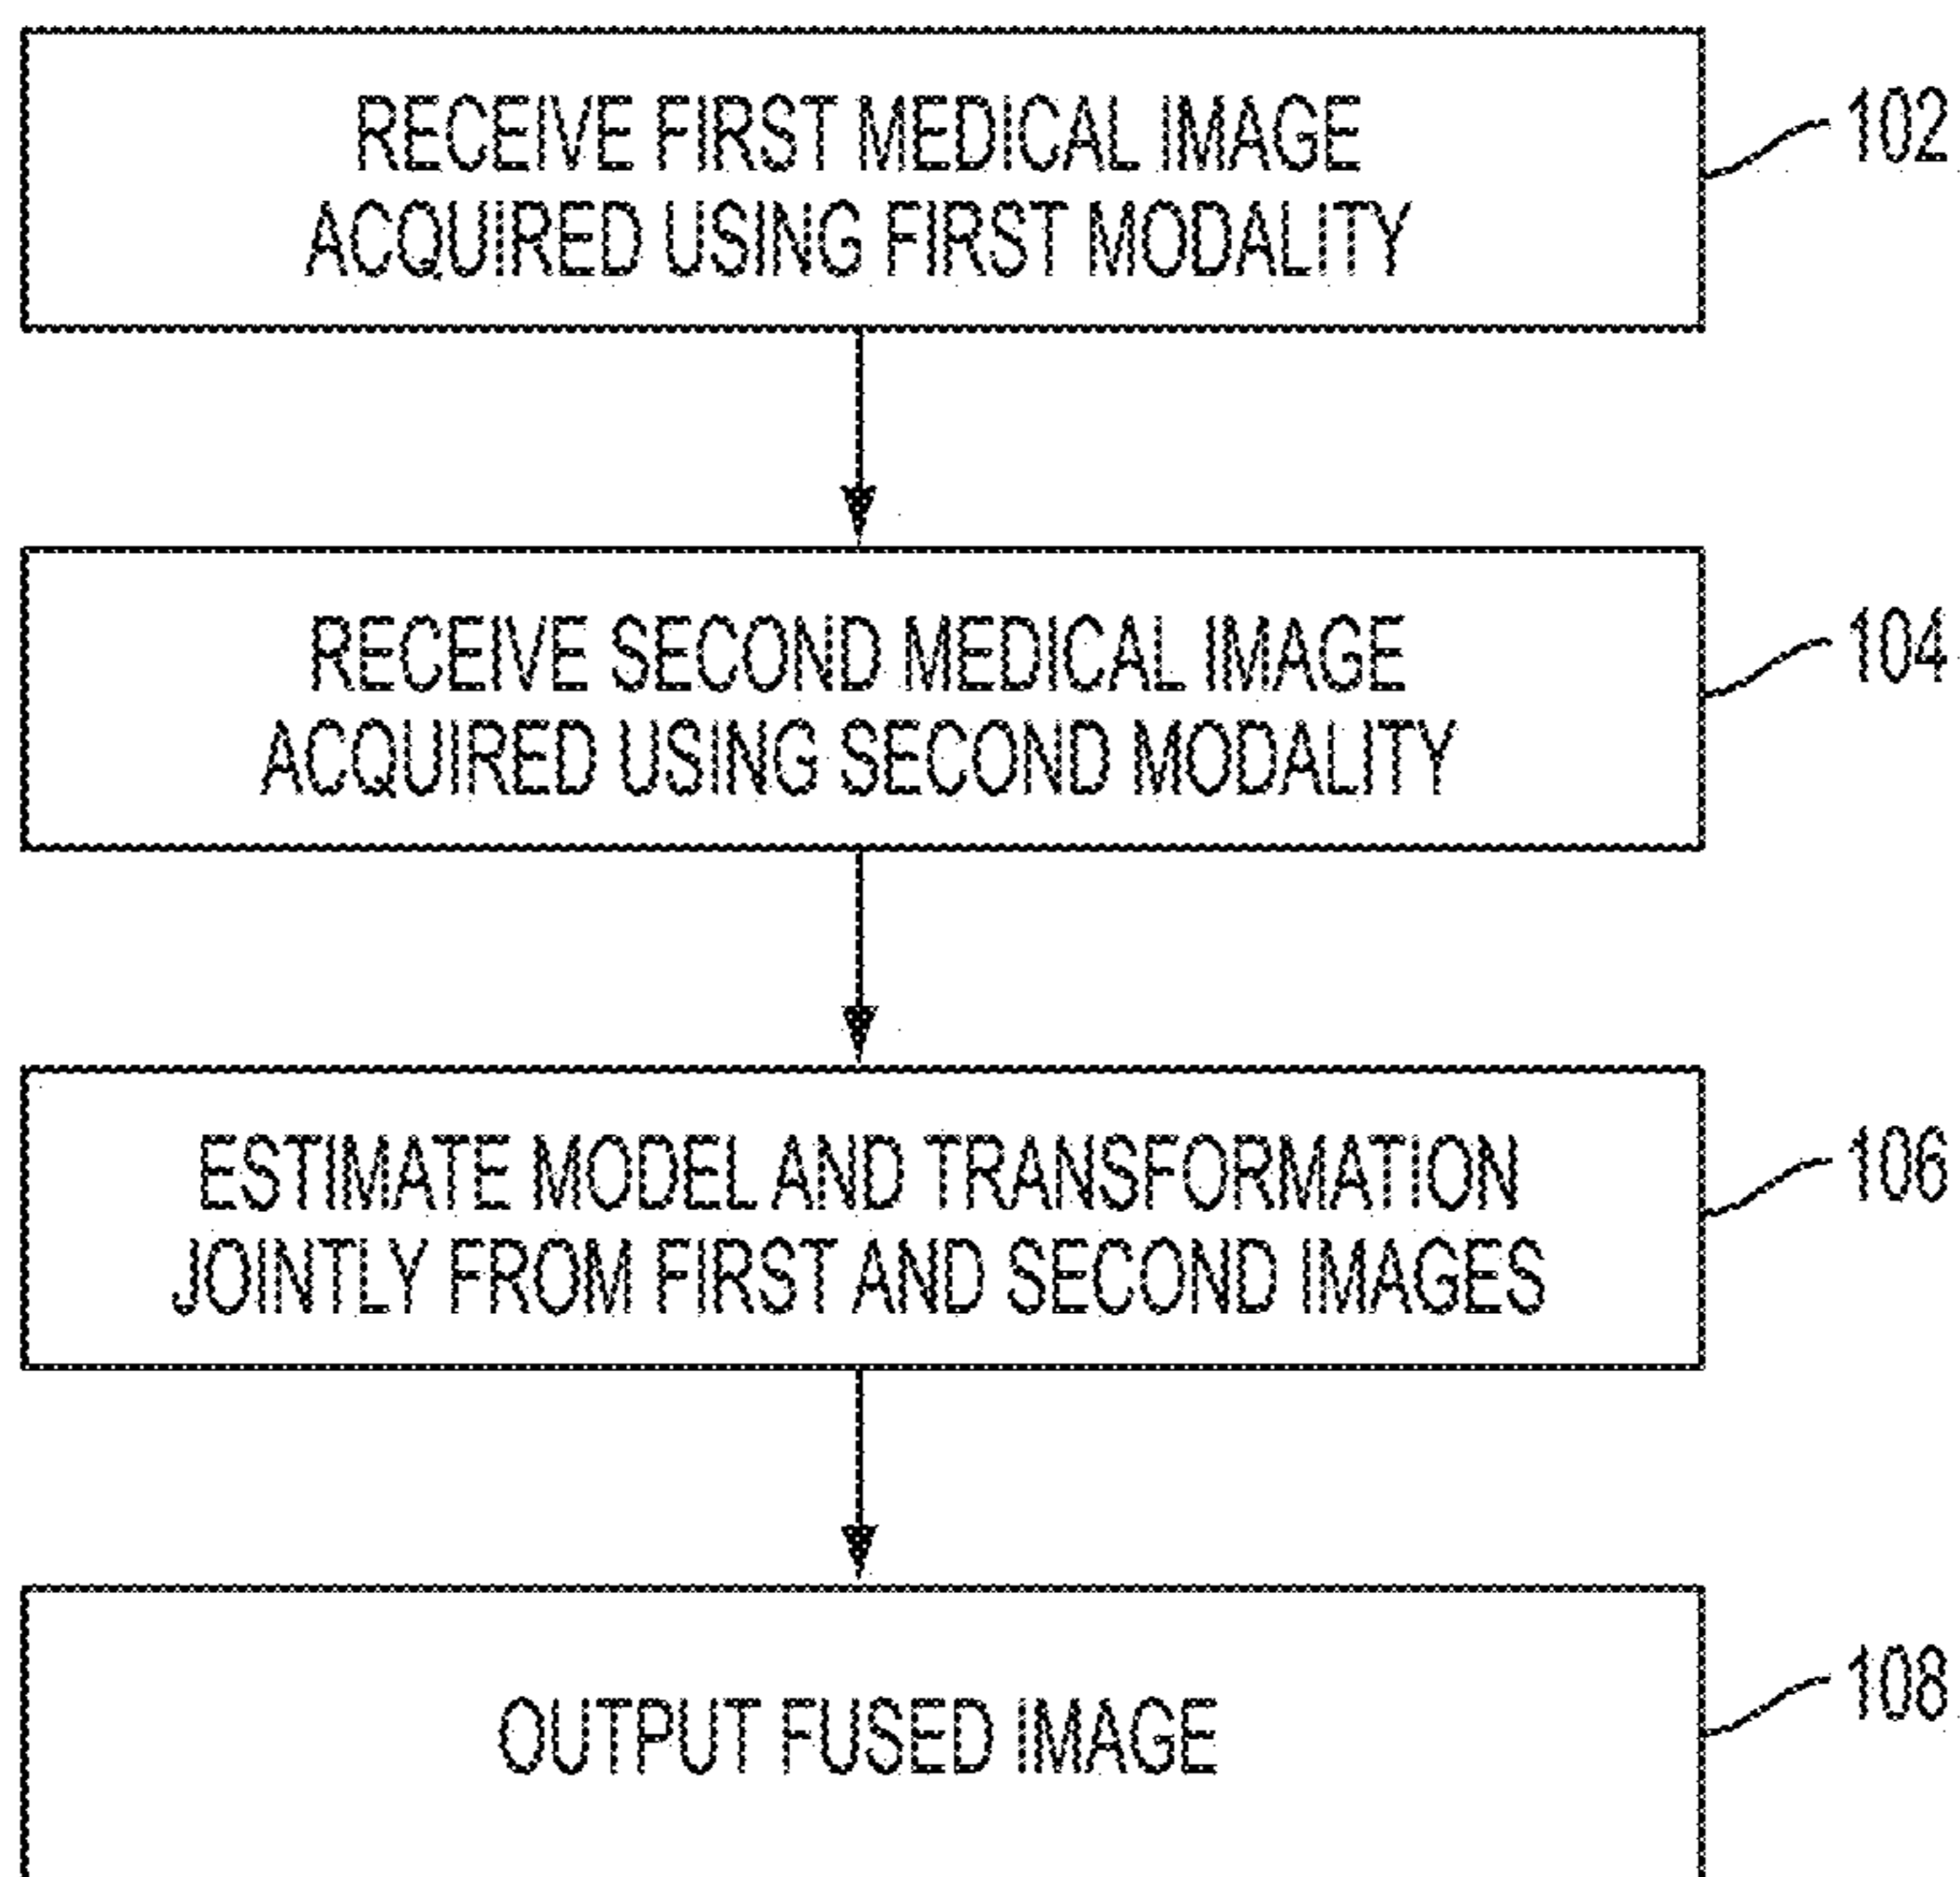 RECEIVE FIRST MEDICAL IMAGE
ACQUIRED USING FIRST MODALITY
102
RECEIVE SECOND MEDICAL IMAGE
ACQUIRED USING SECOND MODALITY
104
ESTIMATE MODEL AND TRANSFORMATION
JOINTLY FROM FIRST AND SECOND IMAGES
106
OUTPUT FUSED IMAGE
108